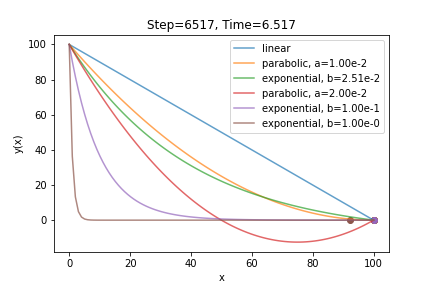 Step=6517, Time=6.517
y(x)
100
80
60
40
20
0
linear
parabolic, a=1.00e-2
exponential, b=2.51e-2
parabolic, a=2.00e-2
exponential, b=1.00e-1
exponential, b=1.00e-0
0 20 40 60 80 100
x